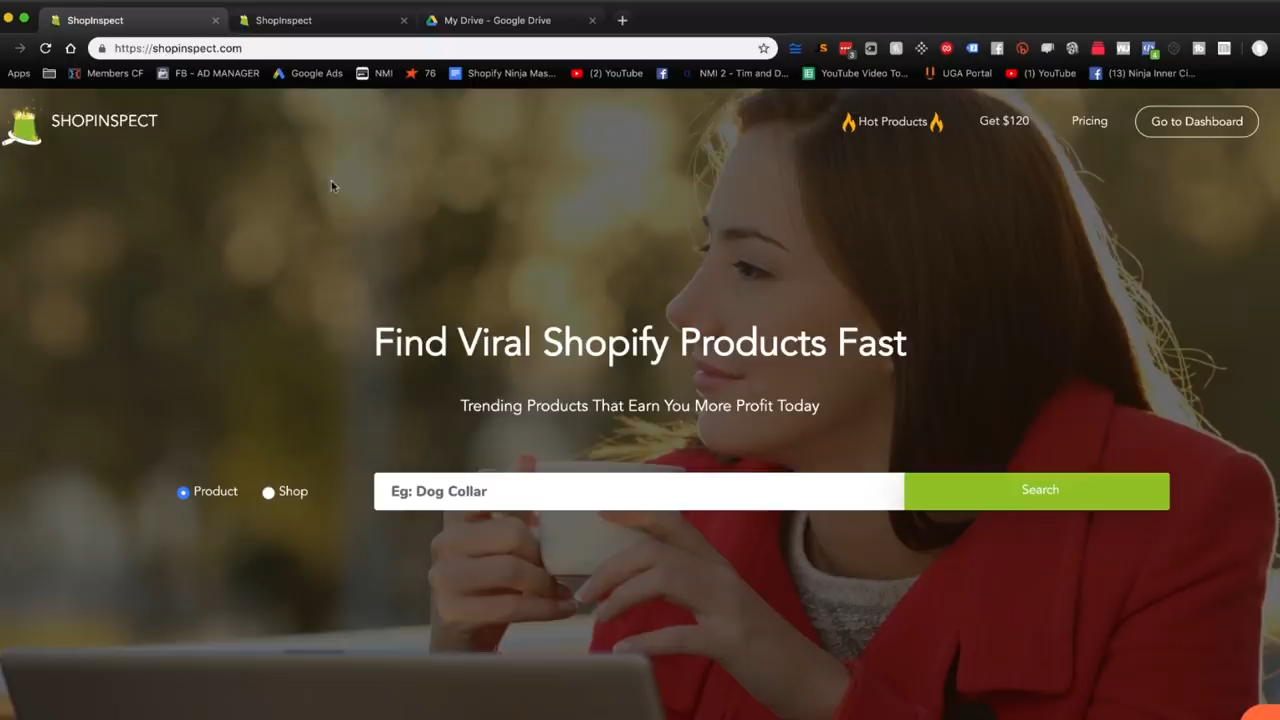 ShopInspect
ShopInspect
My Drive - Google Drive
https://shopinspect.com
Apps
Members CF
FB - AD MANAGER
Google Ads
NMI
76
Shopify Ninja Mas...
(2) YouTube
NMI 2 - Tim and D...
YouTube Video To...
UGA Portal
(1) YouTube
(13) Ninja Inner Ci...
SHOPINSPECT
Hot Products
Get $120
Pricing
Go to Dashboard
Find Viral Shopify Products Fast
Trending Products That Earn You More Profit Today
Product
Shop
Eg: Dog Collar
Search